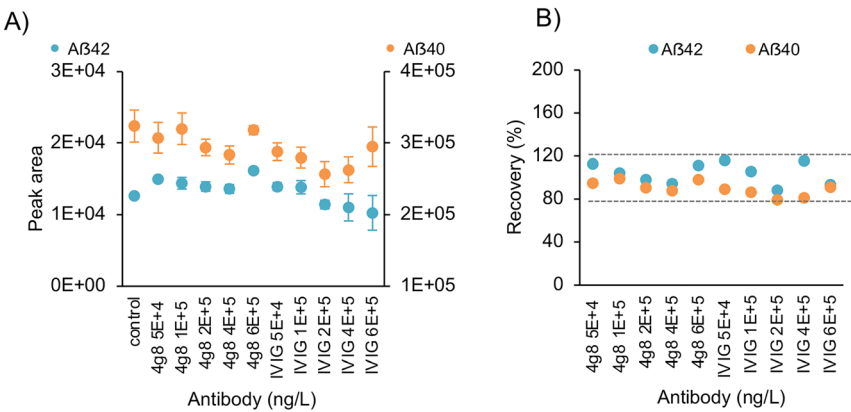 A)
Aß42
Aß40
3E+04
2E+04
1E+04
0E+00
4E+05
3E+05
2E+05
1E+05
Peak area
control
4g8 5E+4
4g8 1E+5
4g8 2E+5
4g8 4E+5
4g8 6E+5
IVIG 5E+4
IVIG 1E+5
IVIG 2E+5
IVIG 4E+5
IVIG 6E+5
Antibody (ng/L)
B)
Aß42
Aß40
200
160
120
80
40
0
Recovery (%)
4g8 5E+4
4g8 1E+5
4g8 2E+5
4g8 4E+5
4g8 6E+5
IVIG 5E+4
IVIG 1E+5
IVIG 2E+5
IVIG 4E+5
IVIG 6E+5
Antibody (ng/L)